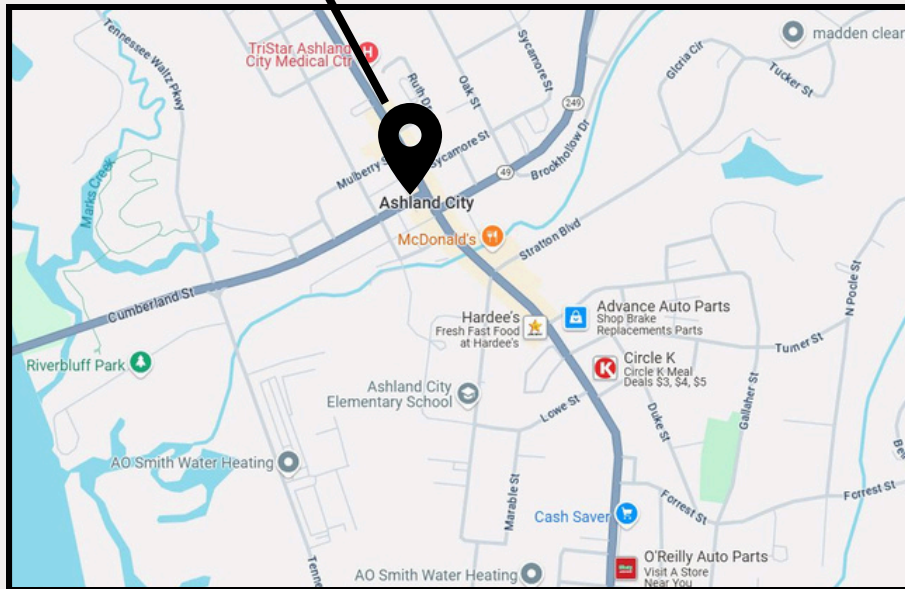 Tennessee Waltz Pkwy
TriStar Ashland
City Medical Ctr
H
Ruth Dr
Oak St
Sycamore St
249
Gloria Cir
Tucker St
madden clean
Marks Creek
Mulberry S
Sycamore St
49
Brookhollow Dr
Ashland City
McDonald's
Stratton Blvd
Cumberland St
Riverbluff Park
Hardee's
Fresh Fast Food
at Hardee's
Advance Auto Parts
Shop Brake
Replacements Parts
N Poole St
Turner St
K
Circle K
Circle K Meal
Deals $3, $4, $5
Ashland City
Elementary School
Lowe St
Duke St
Gallaher St
AO Smith Water Heating
Marable St
Forrest St
Forrest St
Be
Cash Saver
Tenne
AO Smith Water Heating
O'Reilly Auto Parts
Visit A Store
Near You